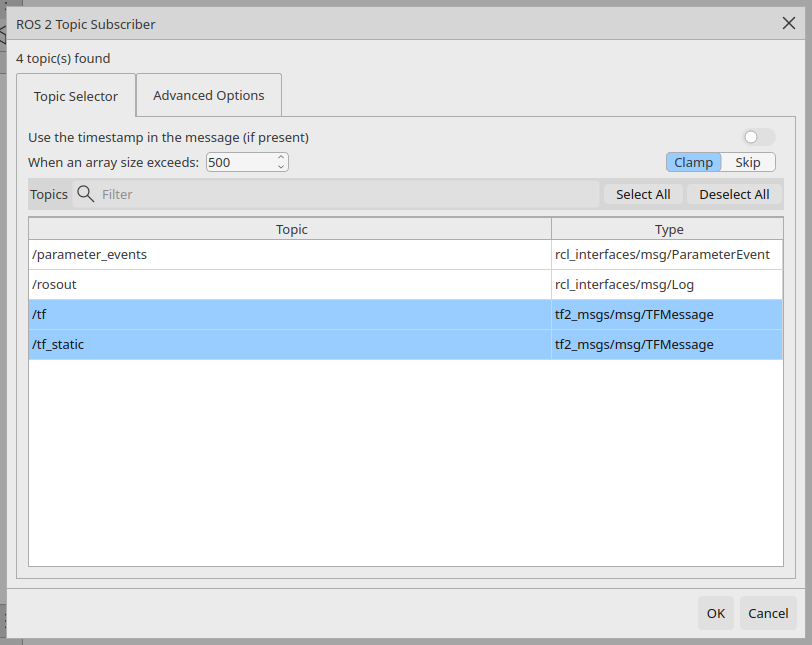 ROS 2 Topic Subscriber
4 topic(s) found
Topic Selector Advanced Options
Use the timestamp in the message (if present)
When an array size exceeds: 500 Clamp Skip
Topics Filter Select All Deselect All
Topic Type
/parameter_events rcl_interfaces/msg/ParameterEvent
/rosout rcl_interfaces/msg/Log
/tf tf2_msgs/msg/TFMessage
/tf_static tf2_msgs/msg/TFMessage
OK Cancel